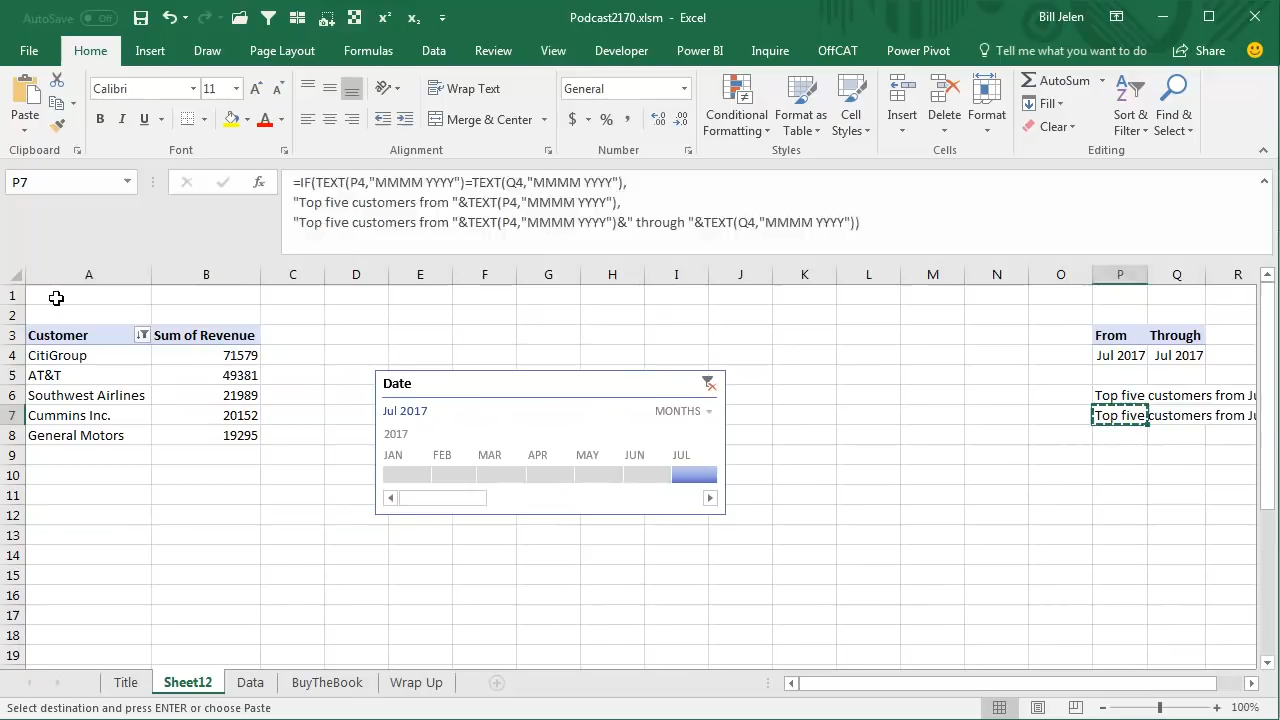 AutoSave Off
Podcast2170.xlsm - Excel
Bill Jelen
File Home Insert Draw Page Layout Formulas Data Review View Developer Power BI Inquire OffCAT Power Pivot Tell me what you want to do Share
Paste
Clipboard
Calibri 11
B I U
Font
Wrap Text
Merge & Center
Alignment
General
$ % ,
Number
Conditional Formatting
Format as Table
Cell Styles
Styles
Insert
Delete
Format
Cells
AutoSum
Fill
Clear
Sort & Filter
Find & Select
Editing
P7
fx
=IF(TEXT(P4,"MMMM YYYY")=TEXT(Q4,"MMMM YYYY"),
"Top five customers from "&TEXT(P4,"MMMM YYYY"),
"Top five customers from "&TEXT(P4,"MMMM YYYY")&" through "&TEXT(Q4,"MMMM YYYY"))
A B C D E F G H I J K L M N O P Q R
1
2
3 Customer Sum of Revenue From Through
4 CitiGroup 71579 Jul 2017 Jul 2017
5 AT&T 49381
6 Southwest Airlines 21989 Top five customers from Ju
7 Cummins Inc. 20152 Top five customers from Ju
8 General Motors 19295
9
10
11
12
13
14
15
16
17
18
19
Date
Jul 2017 MONTHS
2017
JAN FEB MAR APR MAY JUN JUL
Title Sheet12 Data BuyTheBook Wrap Up
Select destination and press ENTER or choose Paste
100%